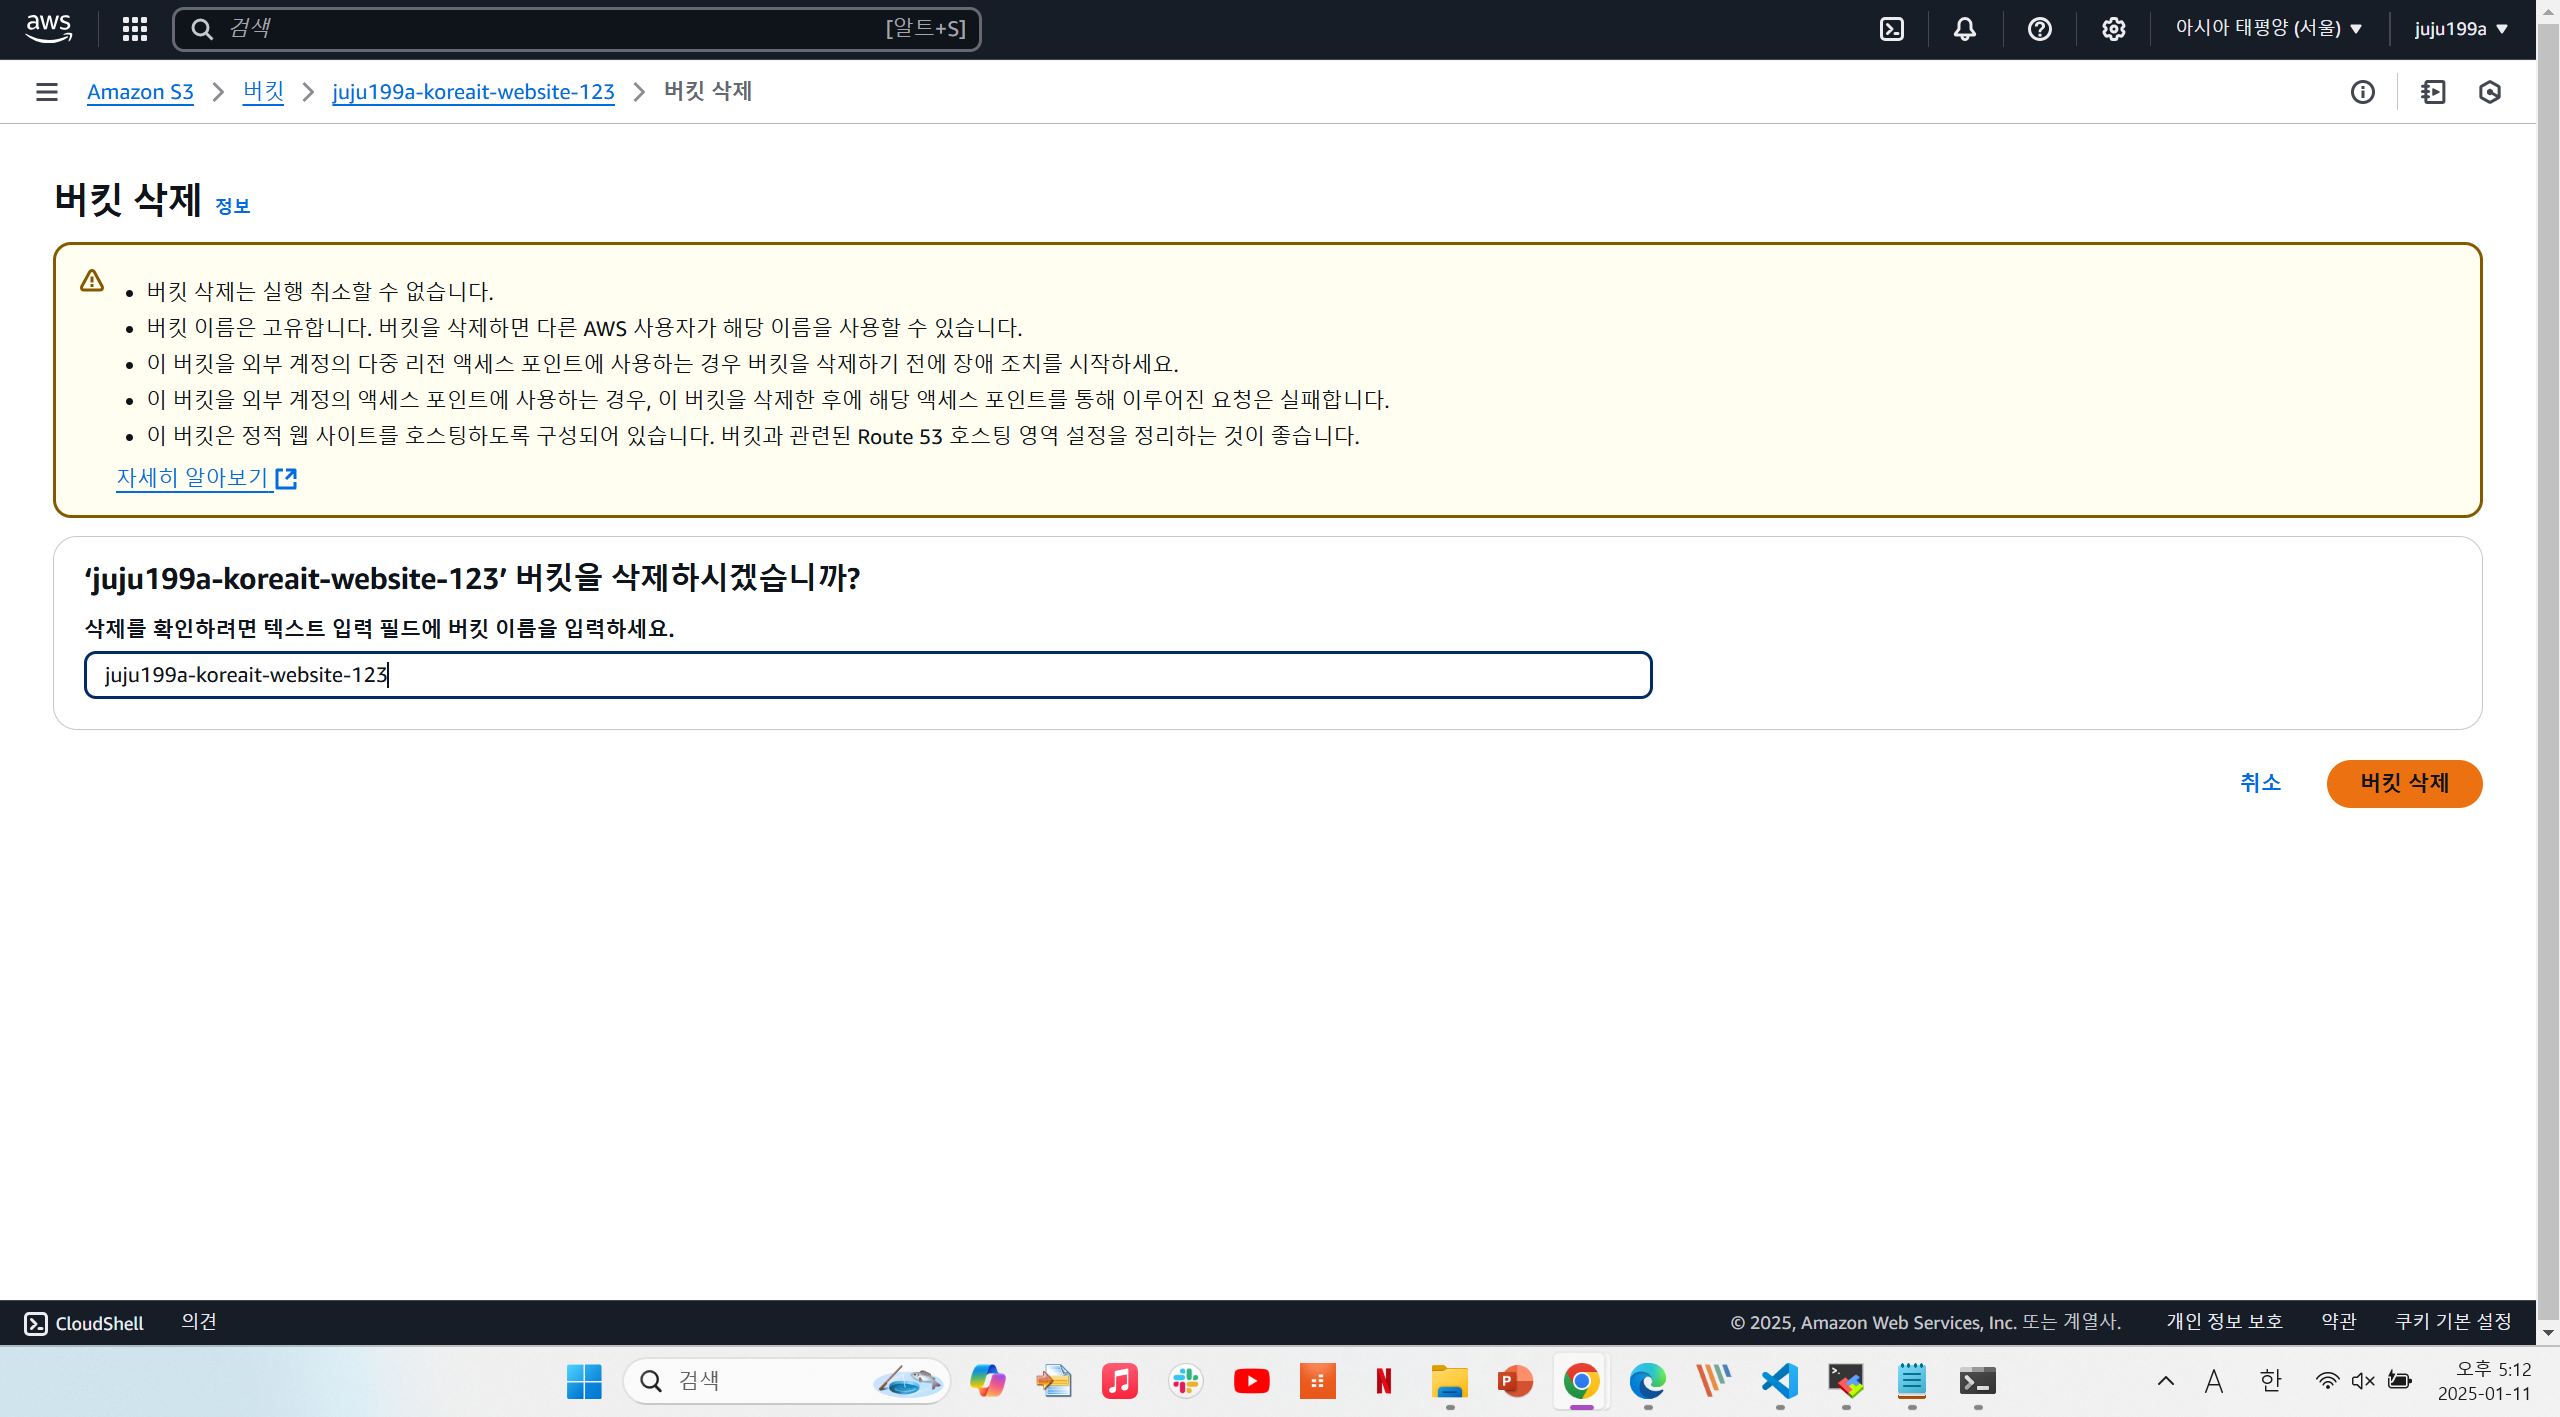 aws
검색
[알트+S]
아시아 태평양 (서울)
juju199a
Amazon S3
버킷
juju199a-koreait-website-123
버킷 삭제
버킷 삭제 정보
버킷 삭제는 실행 취소할 수 없습니다.
버킷 이름은 고유합니다. 버킷을 삭제하면 다른 AWS 사용자가 해당 이름을 사용할 수 있습니다.
이 버킷을 외부 계정의 다중 리전 액세스 포인트에 사용하는 경우 버킷을 삭제하기 전에 장애 조치를 시작하세요.
이 버킷을 외부 계정의 액세스 포인트에 사용하는 경우, 이 버킷을 삭제한 후에 해당 액세스 포인트를 통해 이루어진 요청은 실패합니다.
이 버킷은 정적 웹 사이트를 호스팅하도록 구성되어 있습니다. 버킷과 관련된 Route 53 호스팅 영역 설정을 정리하는 것이 좋습니다.
자세히 알아보기
‘juju199a-koreait-website-123’ 버킷을 삭제하시겠습니까?
삭제를 확인하려면 텍스트 입력 필드에 버킷 이름을 입력하세요.
juju199a-koreait-website-123
취소
버킷 삭제
CloudShell
의견
© 2025, Amazon Web Services, Inc. 또는 계열사.
개인 정보 보호
약관
쿠키 기본 설정
검색
N
P
A
한
오후 5:12
2025-01-11